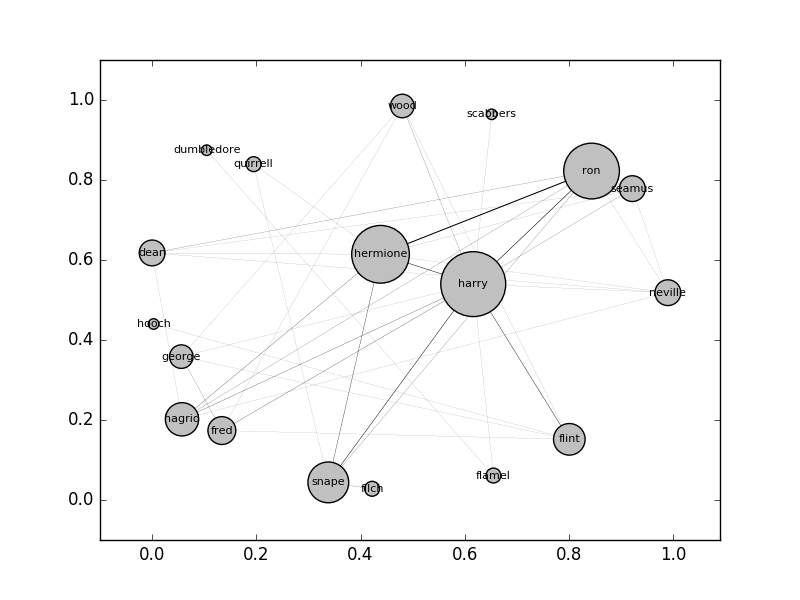 1.0
wood
scabbers
dumbledore
quirrell
0.8
ron
seamus
0.6
dean
hermione
harry
neville
0.4
hooch
george
0.2
hagrid
fred
flint
snape
filch
flamel
0.0
0.0 0.2 0.4 0.6 0.8 1.0